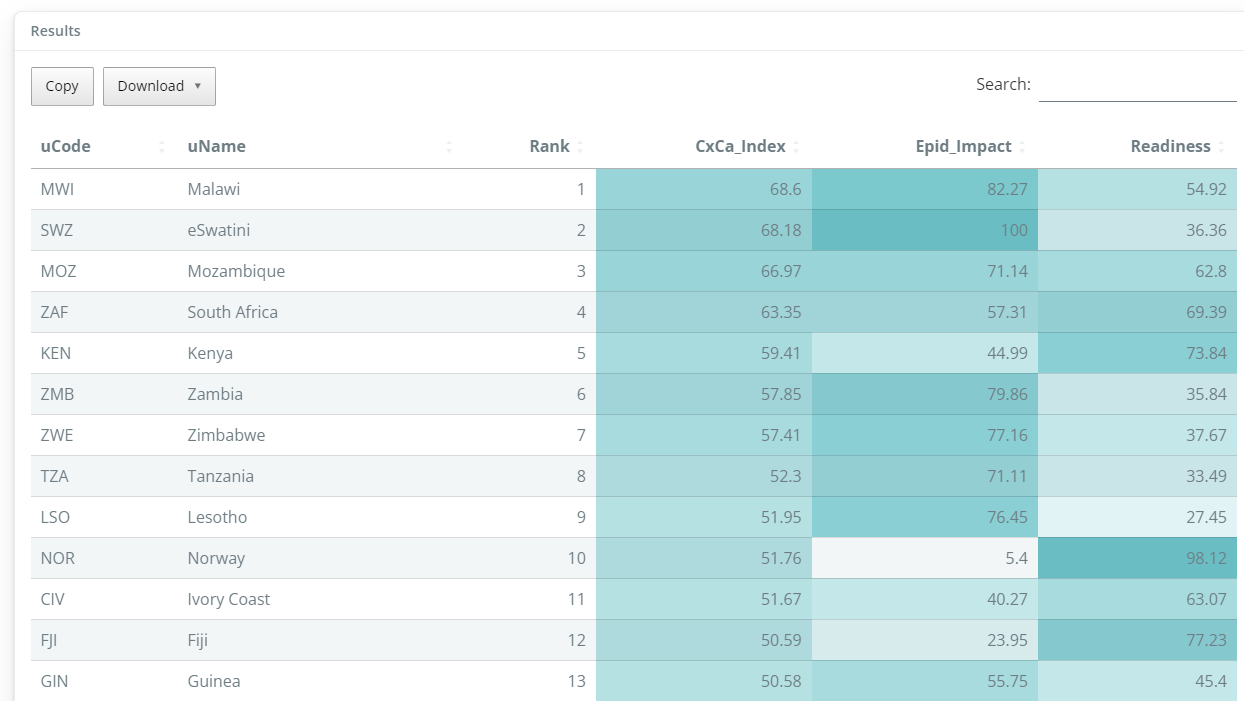 Results
Copy Download ▼ Search:
uCode uName Rank CxCa_Index Epid_Impact Readiness
MWI Malawi 1 68.6 82.27 54.92
SWZ eSwatini 2 68.18 100 36.36
MOZ Mozambique 3 66.97 71.14 62.8
ZAF South Africa 4 63.35 57.31 69.39
KEN Kenya 5 59.41 44.99 73.84
ZMB Zambia 6 57.85 79.86 35.84
ZWE Zimbabwe 7 57.41 77.16 37.67
TZA Tanzania 8 52.3 71.11 33.49
LSO Lesotho 9 51.95 76.45 27.45
NOR Norway 10 51.76 5.4 98.12
CIV Ivory Coast 11 51.67 40.27 63.07
FJI Fiji 12 50.59 23.95 77.23
GIN Guinea 13 50.58 55.75 45.4